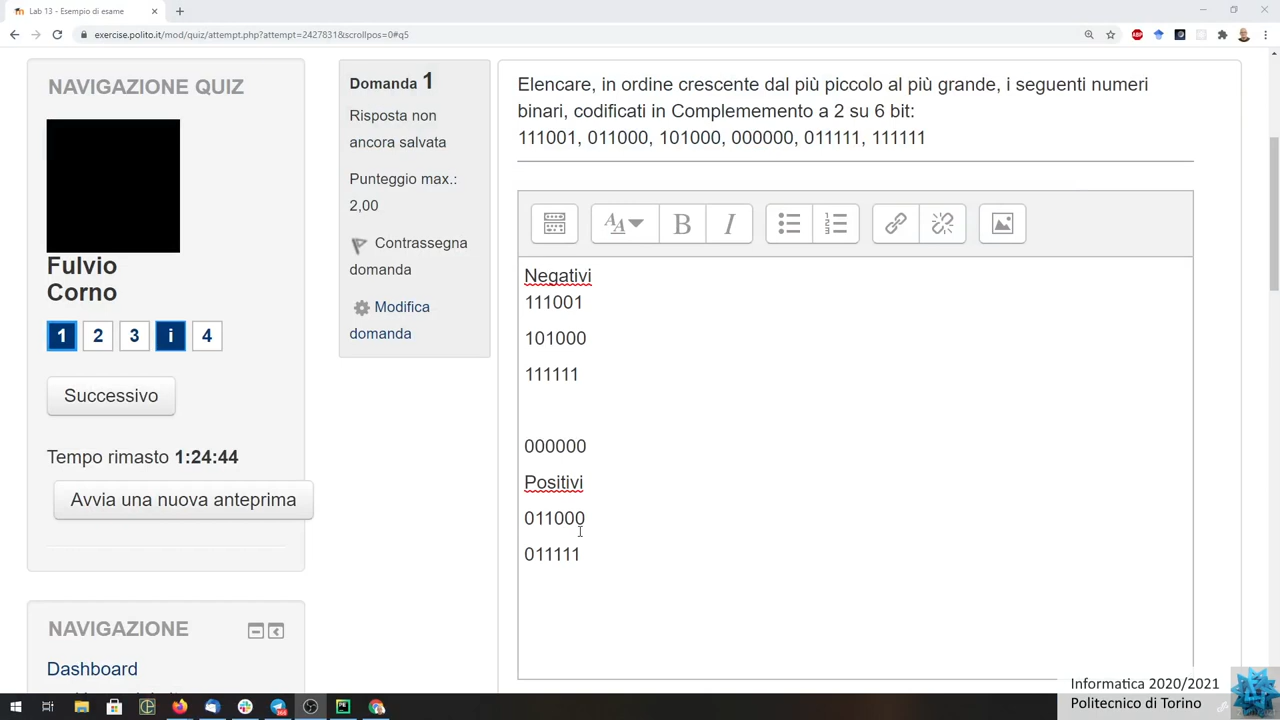 Lab 13 - Esempio di esame
exercise.polito.it/mod/quiz/attempt.php?attempt=2427831&scrollpos=0#q5
NAVIGAZIONE QUIZ
Fulvio
Corno
1 2 3 i 4
Successivo
Tempo rimasto 1:24:44
Avvia una nuova anteprima
NAVIGAZIONE
Dashboard
Domanda 1
Risposta non
ancora salvata
Punteggio max.:
2,00
Contrassegna
domanda
Modifica
domanda
Elencare, in ordine crescente dal più piccolo al più grande, i seguenti numeri
binari, codificati in Complememento a 2 su 6 bit:
111001, 011000, 101000, 000000, 011111, 111111
Negativi
111001
101000
111111
000000
Positivi
011000
011111
Informatica 2020/2021
Politecnico di Torino